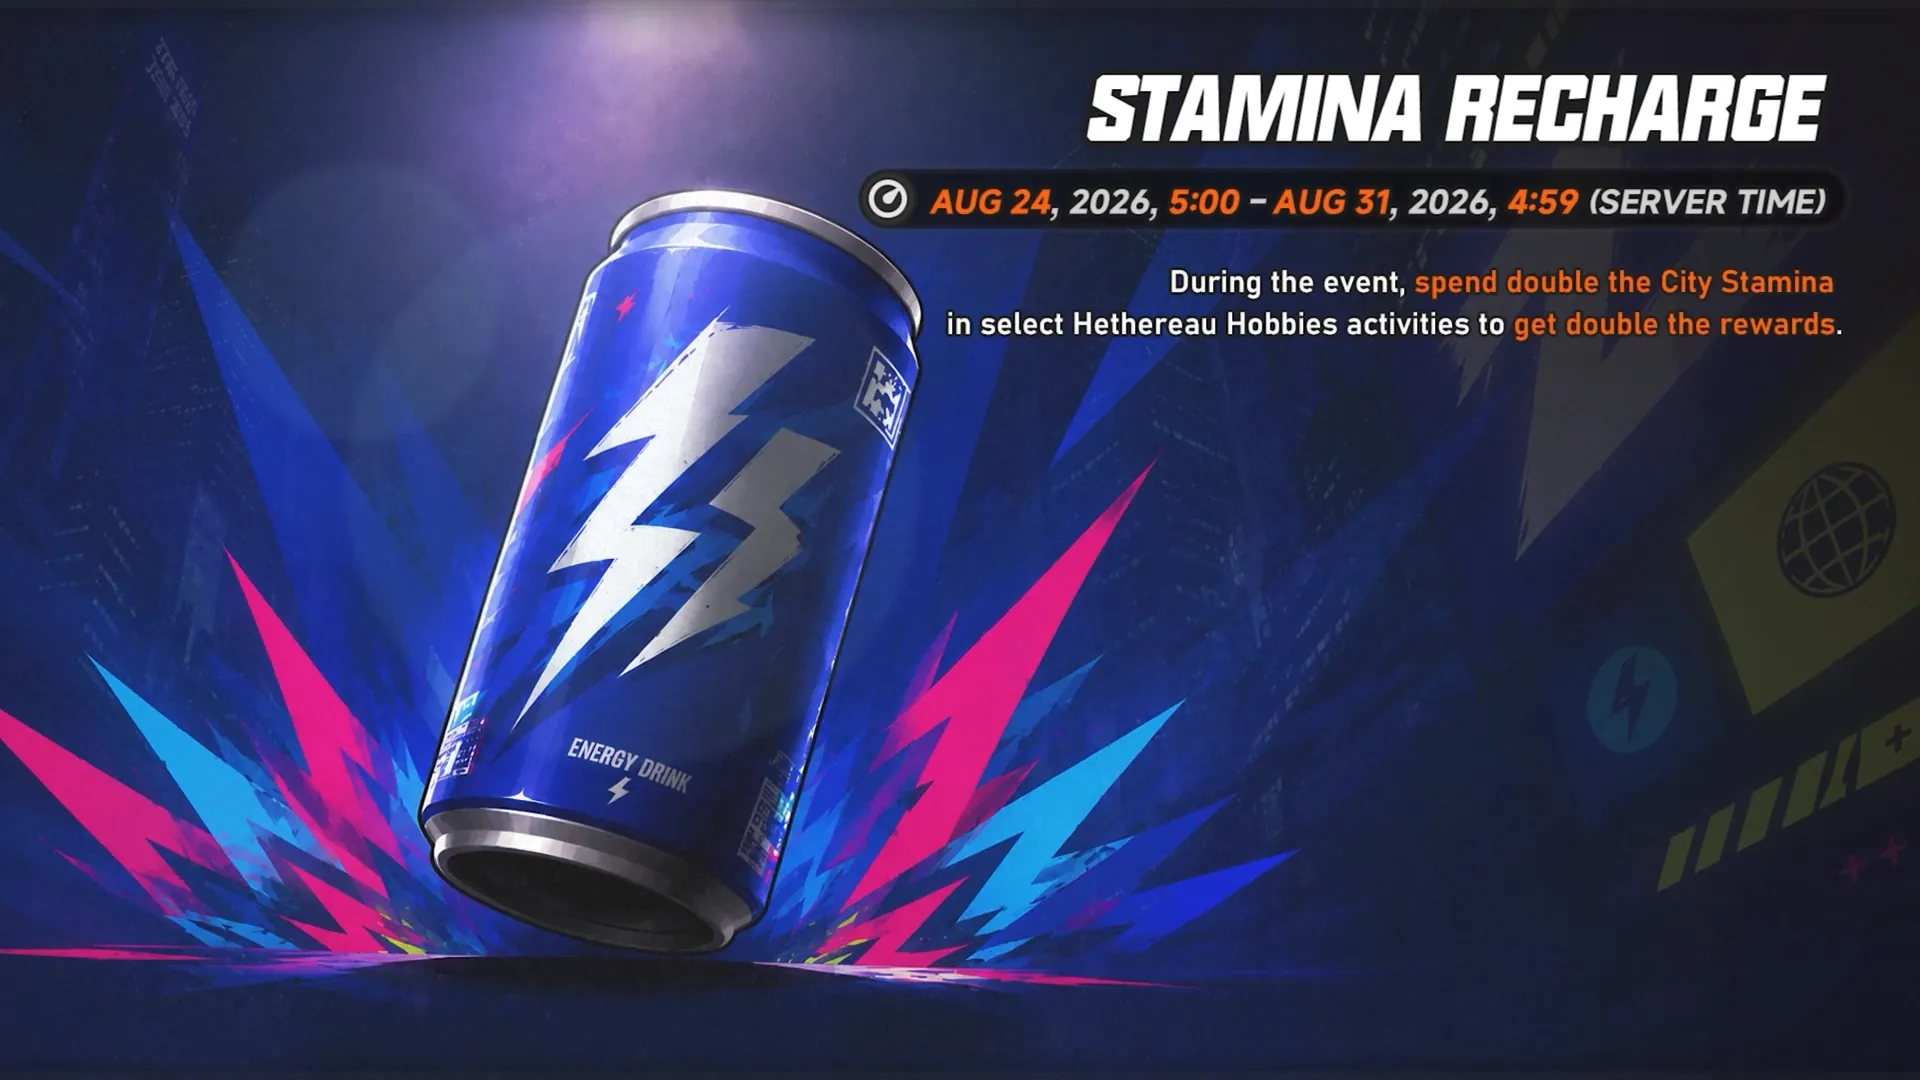 STAMINA RECHARGE
AUG 24, 2026, 5:00 – AUG 31, 2026, 4:59 (SERVER TIME)
During the event, spend double the City Stamina
in select Hethereau Hobbies activities to get double the rewards.
ENERGY DRINK